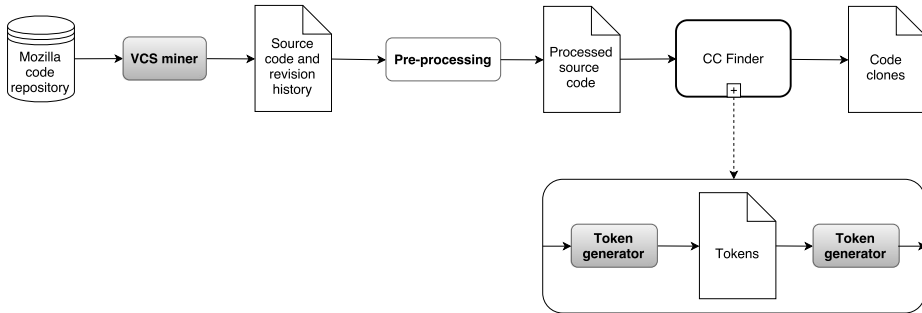 Mozilla
code
repository
VCS miner
Source
code and
revision
history
Pre-processing
Processed
source
code
CC Finder
+
Code
clones
Token
generator
Tokens
Token
generator